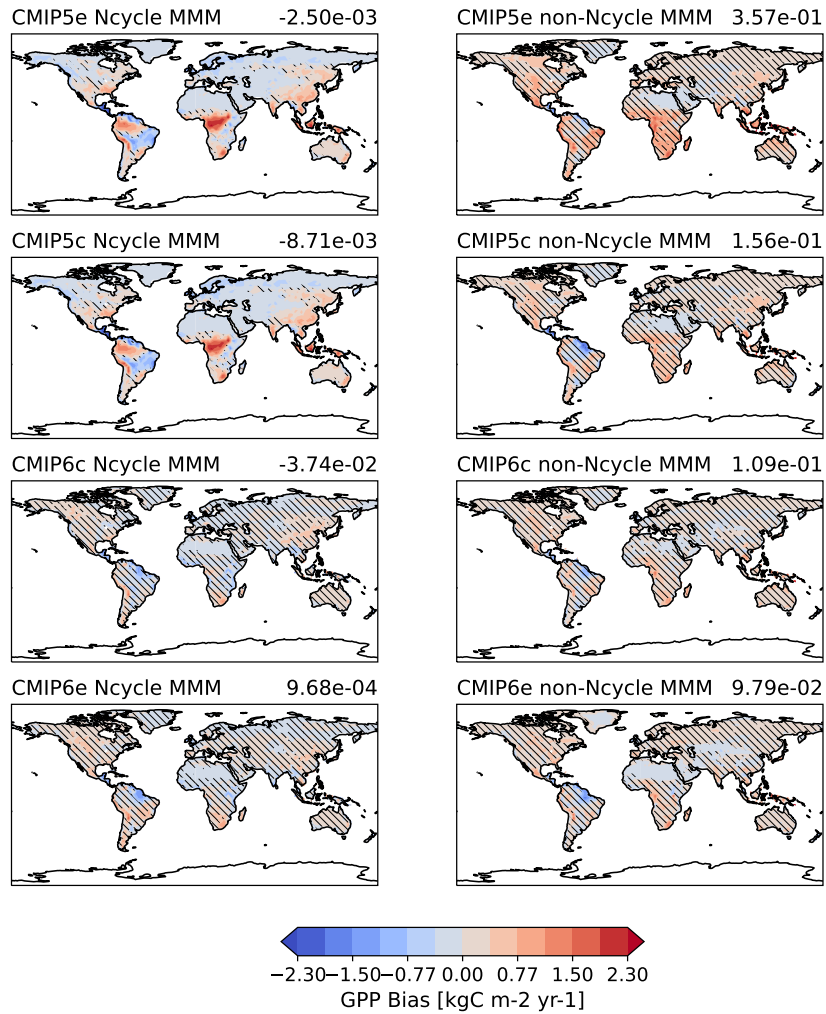 CMIP5e Ncycle MMM -2.50e-03
CMIP5e non-Ncycle MMM 3.57e-01
CMIP5c Ncycle MMM -8.71e-03
CMIP5c non-Ncycle MMM 1.56e-01
CMIP6c Ncycle MMM -3.74e-02
CMIP6c non-Ncycle MMM 1.09e-01
CMIP6e Ncycle MMM 9.68e-04
CMIP6e non-Ncycle MMM 9.79e-02
−2.30 −1.50 −0.77 0.00 0.77 1.50 2.30
GPP Bias [kgC m-2 yr-1]